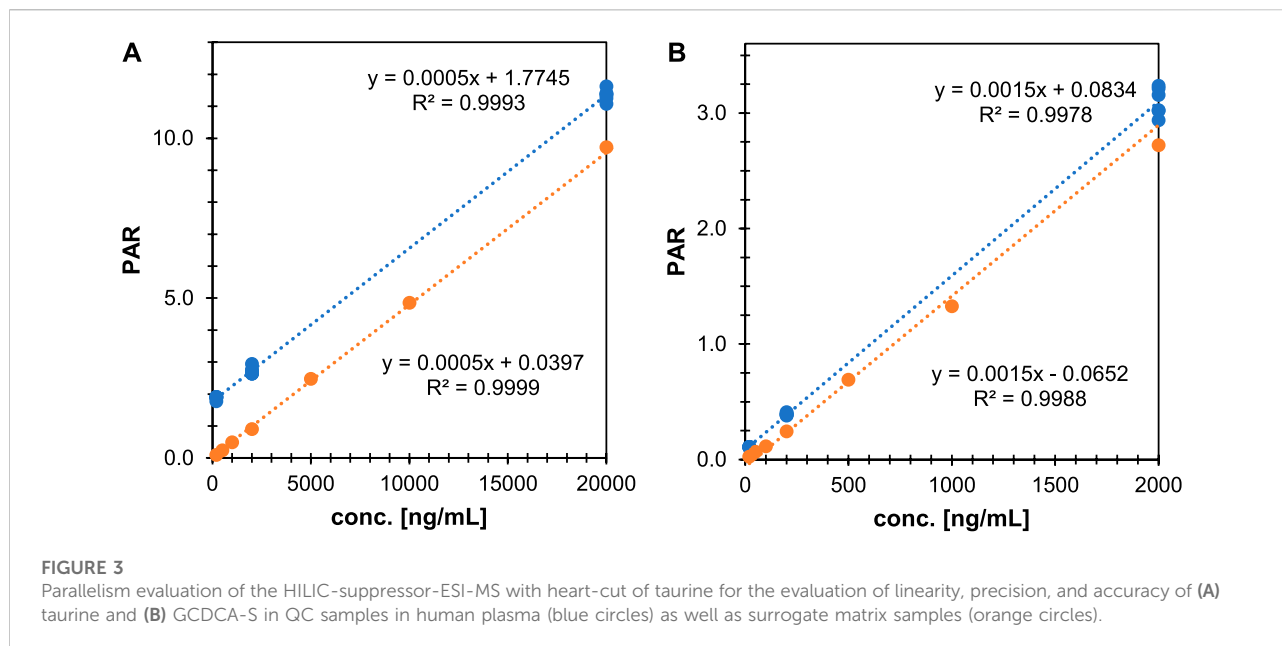 A
y = 0.0005x + 1.7745
R² = 0.9993
10.0
PAR
5.0
y = 0.0005x + 0.0397
R² = 0.9999
0.0
0 5000 10000 15000 20000
conc. [ng/mL]
B
y = 0.0015x + 0.0834
R² = 0.9978
3.0
2.0
PAR
1.0
y = 0.0015x - 0.0652
R² = 0.9988
0.0
0 500 1000 1500 2000
conc. [ng/mL]
FIGURE 3
Parallelism evaluation of the HILIC-suppressor-ESI-MS with heart-cut of taurine for the evaluation of linearity, precision, and accuracy of (A)
taurine and (B) GCDCA-S in QC samples in human plasma (blue circles) as well as surrogate matrix samples (orange circles).